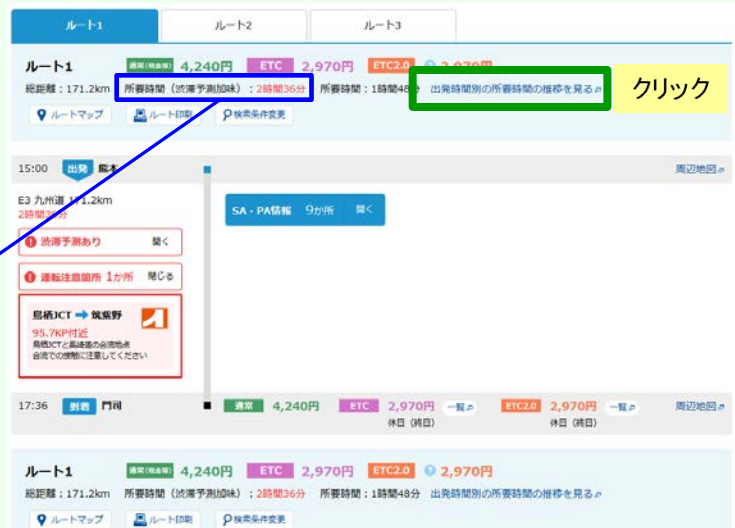 ルート1 ルート2 ルート3
ルート1 通常(現金等) 4,240円 ETC 2,970円 ETC2.0 2,970円
総距離：171.2km 所要時間（渋滞予測加味）：2時間36分 所要時間：1時間48分 出発時間別の所要時間の推移を見る
クリック
ルートマップ ルート印刷 検索条件変更
15:00 出発 熊本 周辺地図
E3 九州道 171.2km
2時間36分
SA・PA情報 9か所 開く
渋滞予測あり 開く
運転注意箇所 1か所 閉じる
鳥栖JCT ➡ 筑紫野
95.7KP付近
鳥栖JCTと長崎道の合流地点
合流での接触に注意してください
17:36 到着 門司 通常 4,240円 ETC 2,970円 一覧 ETC2.0 2,970円 一覧 周辺地図
休日（終日） 休日（終日）
ルート1 通常(現金等) 4,240円 ETC 2,970円 ETC2.0 2,970円
総距離：171.2km 所要時間（渋滞予測加味）：2時間36分 所要時間：1時間48分 出発時間別の所要時間の推移を見る
ルートマップ ルート印刷 検索条件変更